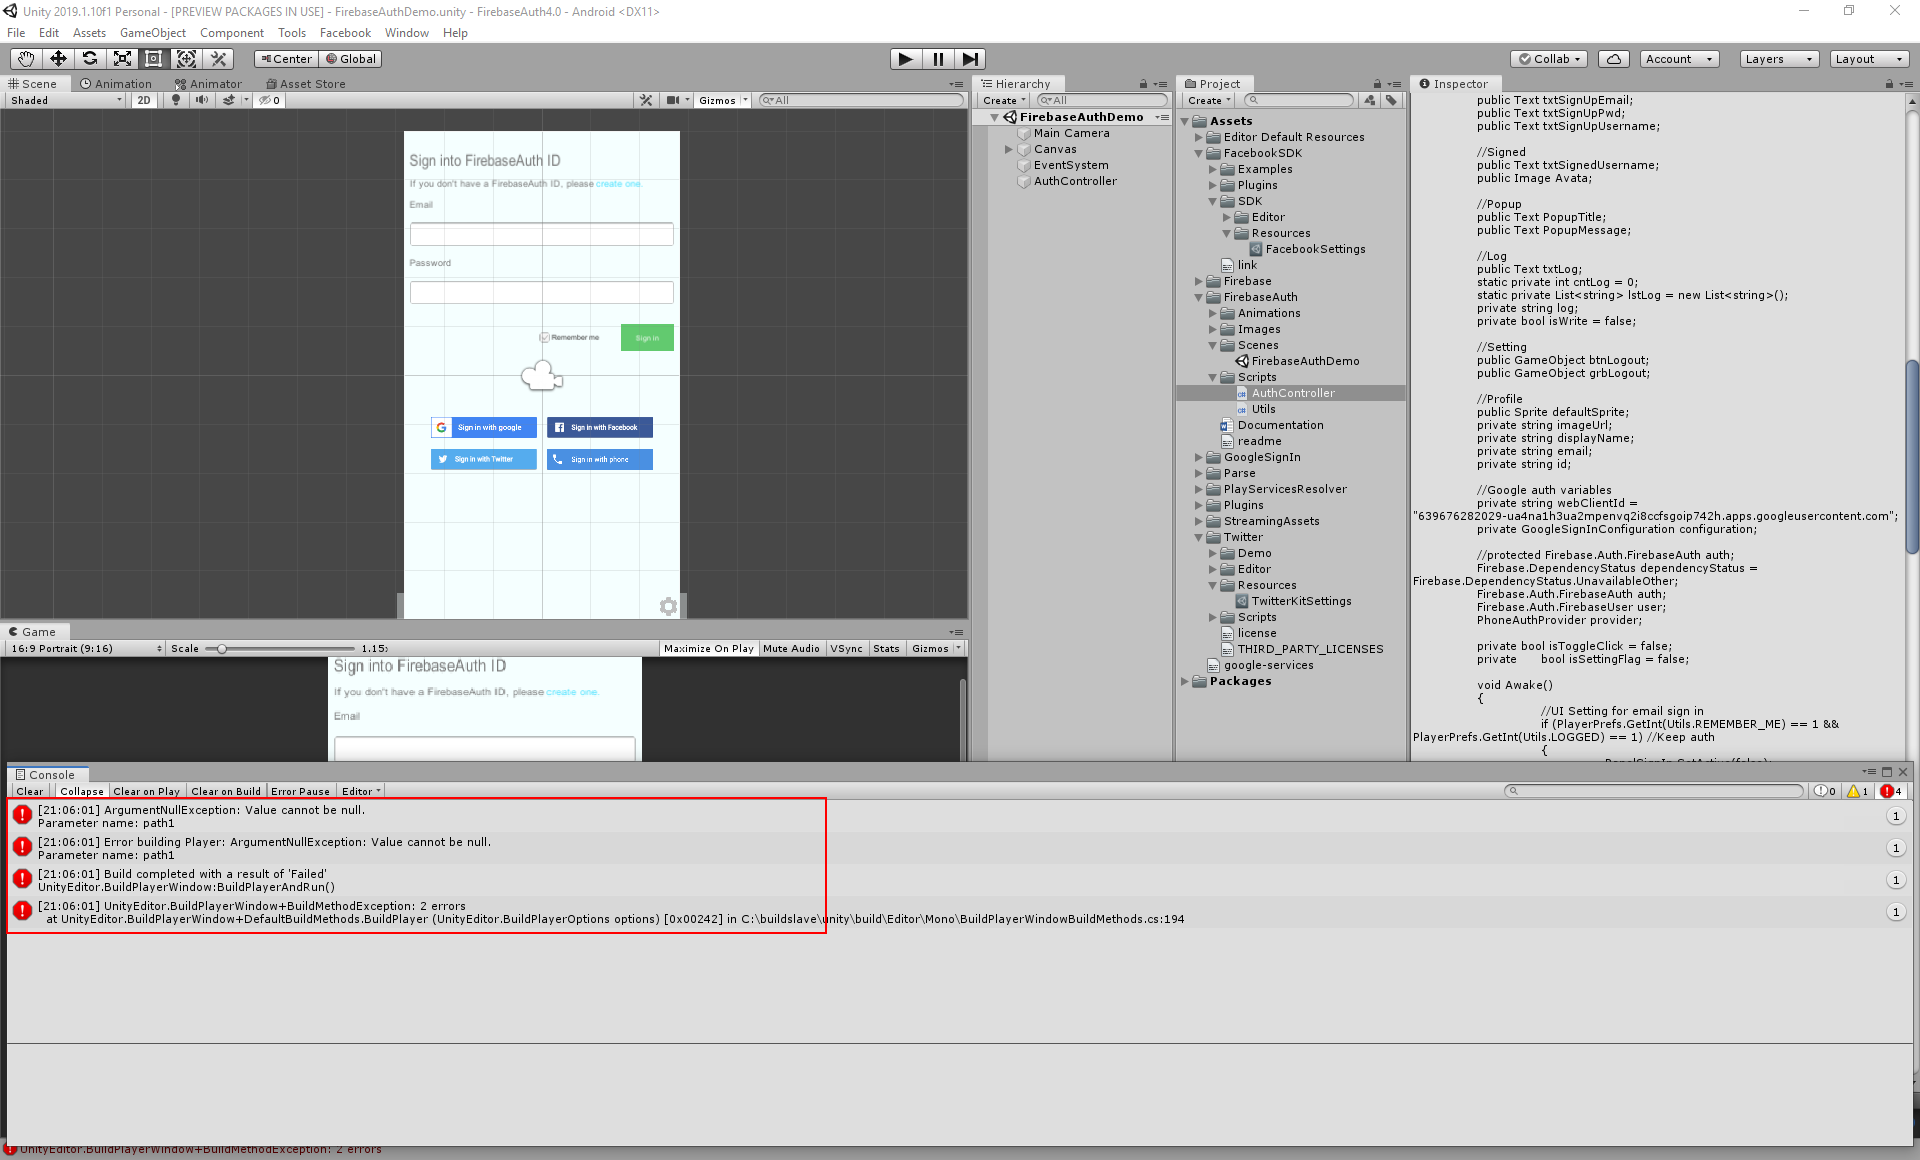 Unity 2019.1.10f1 Personal - [PREVIEW PACKAGES IN USE] - FirebaseAuthDemo.unity - FirebaseAuth4.0 - Android <DX11>
File Edit Assets GameObject Component Tools Facebook Window Help
Center Global
Collab Account Layers Layout
Scene Animation Animator Asset Store
Shaded 2D 0 Gizmos All
Sign into FirebaseAuth ID
If you don't have a FirebaseAuth ID, please create one.
Email
Password
Remember me Sign in
Sign in with google Sign in with Facebook
Sign in with Twitter Sign in with phone
Game
16:9 Portrait (9:16) Scale 1.15x Maximize On Play Mute Audio VSync Stats Gizmos
Sign into FirebaseAuth ID
If you don't have a FirebaseAuth ID, please create one.
Email
Hierarchy
Create All
FirebaseAuthDemo
Main Camera
Canvas
EventSystem
AuthController
Project
Create
Assets
Editor Default Resources
FacebookSDK
Examples
Plugins
SDK
Editor
Resources
FacebookSettings
link
Firebase
FirebaseAuth
Animations
Images
Scenes
FirebaseAuthDemo
Scripts
AuthController
Utils
Documentation
readme
GoogleSignIn
Parse
PlayServicesResolver
Plugins
StreamingAssets
Twitter
Demo
Editor
Resources
TwitterKitSettings
Scripts
license
THIRD_PARTY_LICENSES
google-services
Packages
Inspector
public Text txtSignUpEmail;
public Text txtSignUpPwd;
public Text txtSignUpUsername;
//Signed
public Text txtSignedUsername;
public Image Avata;
//Popup
public Text PopupTitle;
public Text PopupMessage;
//Log
public Text txtLog;
static private int cntLog = 0;
static private List<string> lstLog = new List<string>();
private string log;
private bool isWrite = false;
//Setting
public GameObject btnLogout;
public GameObject grbLogout;
//Profile
public Sprite defaultSprite;
private string imageUrl;
private string displayName;
private string email;
private string id;
//Google auth variables
private string webClientId =
"639676282029-ua4na1h3ua2mpenvq2i8ccfsgoip742h.apps.googleusercontent.com";
private GoogleSignInConfiguration configuration;
//protected Firebase.Auth.FirebaseAuth auth;
Firebase.DependencyStatus dependencyStatus =
Firebase.DependencyStatus.UnavailableOther;
Firebase.Auth.FirebaseAuth auth;
Firebase.Auth.FirebaseUser user;
PhoneAuthProvider provider;
private bool isToggleClick = false;
private bool isSettingFlag = false;
void Awake()
{
//UI Setting for email sign in
if (PlayerPrefs.GetInt(Utils.REMEMBER_ME) == 1 &&
PlayerPrefs.GetInt(Utils.LOGGED) == 1) //Keep auth
{
PanelSignIn.SetActive(false);
Console
Clear Collapse Clear on Play Clear on Build Error Pause Editor 0 1 4
[21:06:01] ArgumentNullException: Value cannot be null.
Parameter name: path1
1
[21:06:01] Error building Player: ArgumentNullException: Value cannot be null.
Parameter name: path1
1
[21:06:01] Build completed with a result of 'Failed'
UnityEditor.BuildPlayerWindow:BuildPlayerAndRun()
1
[21:06:01] UnityEditor.BuildPlayerWindow+BuildMethodException: 2 errors
at UnityEditor.BuildPlayerWindow+DefaultBuildMethods.BuildPlayer (UnityEditor.BuildPlayerOptions options) [0x00242] in C:\buildslave\unity\build\Editor\Mono\BuildPlayerWindowBuildMethods.cs:194
1
UnityEditor.BuildPlayerWindow+BuildMethodException: 2 errors